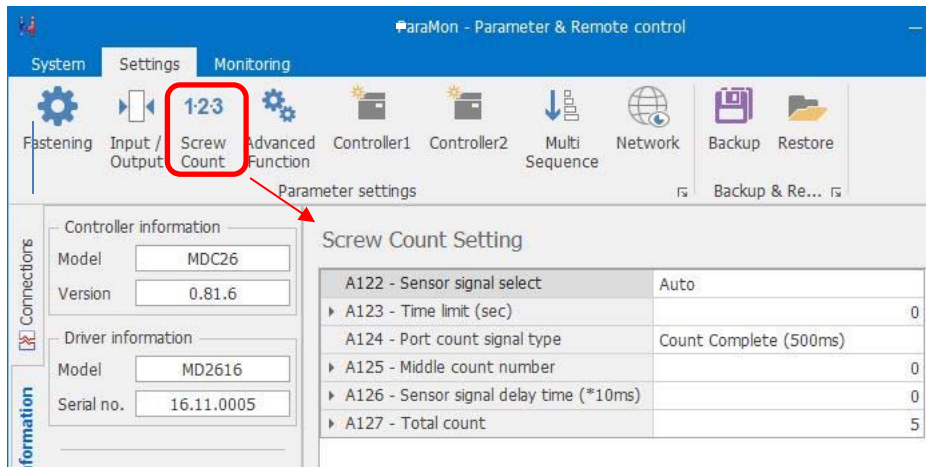 ParaMon - Parameter & Remote control
System Settings Monitoring
1·2·3
Fastening Input / Output Screw Count Advanced Function Controller1 Controller2 Multi Sequence Network Backup Restore
Parameter settings Backup & Re...
Connections
Information
Controller information
Model MDC26
Version 0.81.6
Driver information
Model MD2616
Serial no. 16.11.0005
Screw Count Setting
A122 - Sensor signal select Auto
A123 - Time limit (sec) 0
A124 - Port count signal type Count Complete (500ms)
A125 - Middle count number 0
A126 - Sensor signal delay time (*10ms) 0
A127 - Total count 5